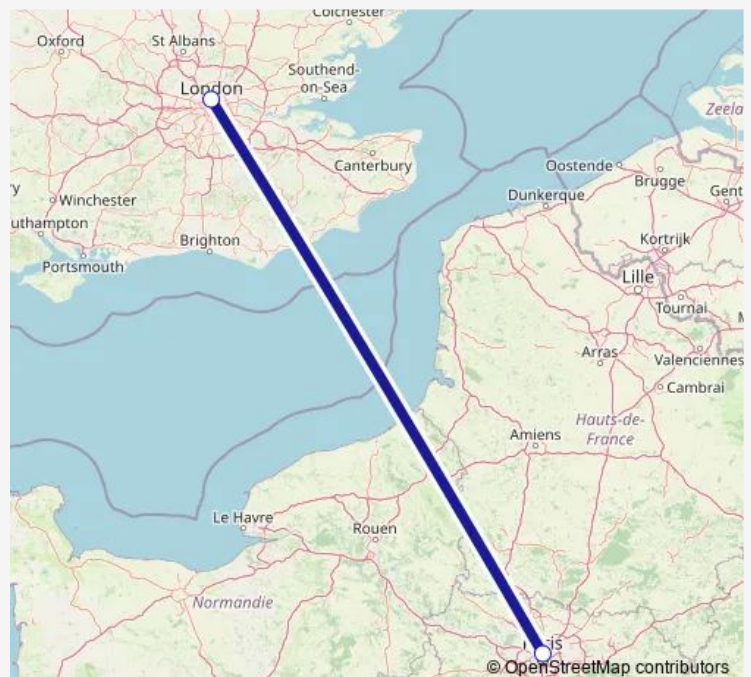 Colchester
Oxford
St Albans
London
Southend-
on-Sea
Zeela
Canterbury
Oostende
Brugge
Gent
ry
Winchester
Dunkerque
uthampton
Brighton
Kortrijk
Portsmouth
Lille
Tournai
M
Arras
Valenciennes
Cambrai
Hauts-de-
France
Amiens
Le Havre
Rouen
Normandie
© OpenStreetMap contributors